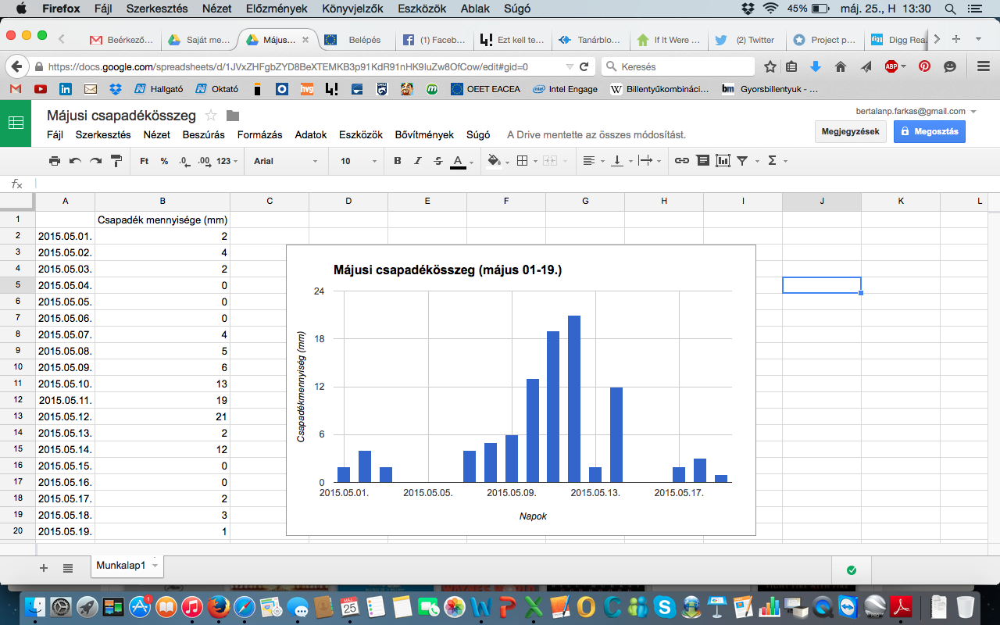 Firefox Fájl Szerkesztés Nézet Előzmények Könyvjelzők Eszközök Ablak Súgó 45% máj. 25., H 13:30
Beérkező... Saját me... Május... Belépés (1) Faceb... Ezt kell te... Tanárblo... If It Were ... (2) Twitter Project p... Digg Rea
https://docs.google.com/spreadsheets/d/1JVxZHFgbZYD8BeXTEMKB3p91KdR91nHK9IuZw8OfCow/edit#gid=0 Keresés ABP
Hallgató Oktató hvg OEET EACEA Intel Engage Billentyűkombináci... bm Gyorsbillentyuk - ...
Májusi csapadékösszeg bertalanp.farkas@gmail.com
Fájl Szerkesztés Nézet Beszúrás Formázás Adatok Eszközök Bővítmények Súgó A Drive mentette az összes módosítást. Megjegyzések Megosztás
Ft % .0 .00 123 Arial 10 B I S A Σ
fx
A B C D E F G H I J K L
1 Csapadék mennyisége (mm)
2 2015.05.01. 2
3 2015.05.02. 4
4 2015.05.03. 2
5 2015.05.04. 0
6 2015.05.05. 0
7 2015.05.06. 0
8 2015.05.07. 4
9 2015.05.08. 5
10 2015.05.09. 6
11 2015.05.10. 13
12 2015.05.11. 19
13 2015.05.12. 21
14 2015.05.13. 2
15 2015.05.14. 12
16 2015.05.15. 0
17 2015.05.16. 0
18 2015.05.17. 2
19 2015.05.18. 3
20 2015.05.19. 1
Májusi csapadékösszeg (május 01-19.)
Csapadékmennyiség (mm)
24
18
12
6
0
2015.05.01. 2015.05.05. 2015.05.09. 2015.05.13. 2015.05.17.
Napok
Munkalap1
1 MÁJ. 25